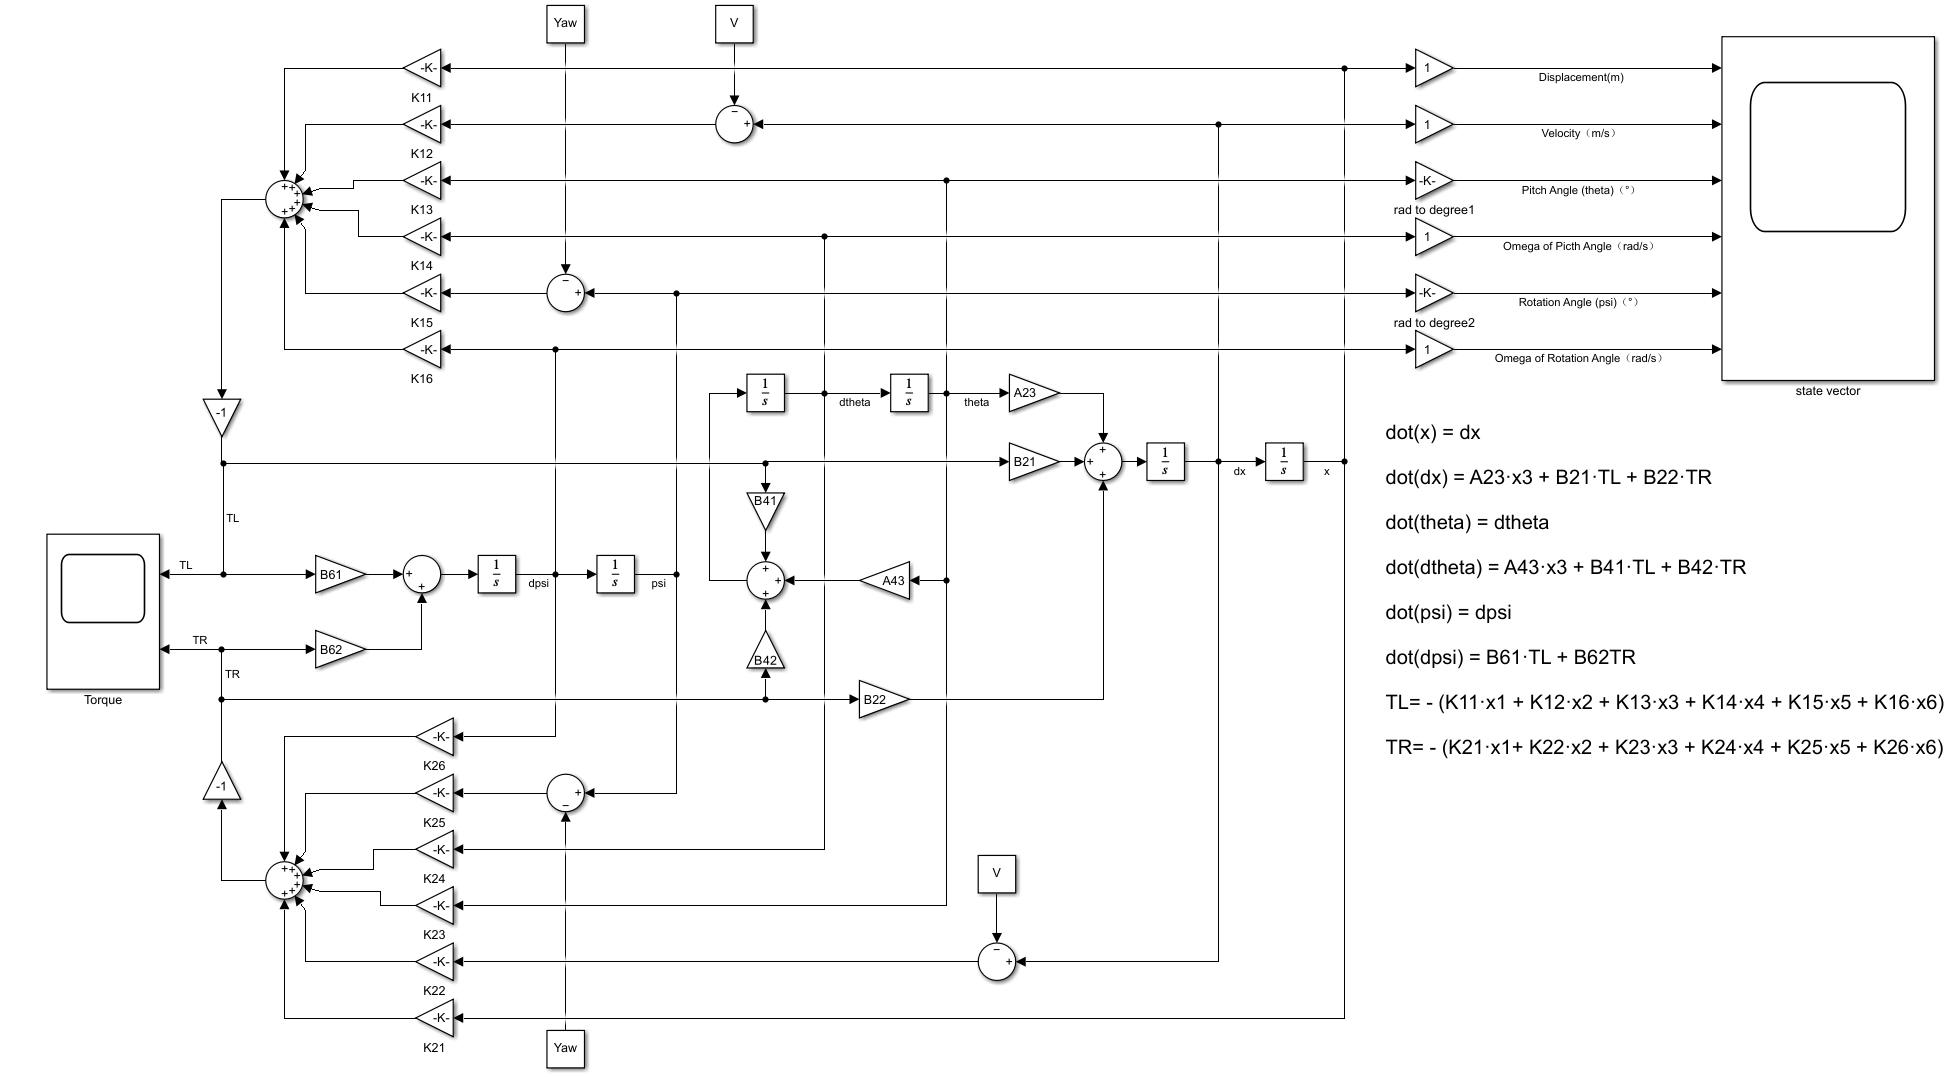 Yaw
V
-K-
K11
1
Displacement(m)
-
+
-K-
K12
1
Velocity（m/s）
-K-
K13
-K-
rad to degree1
Pitch Angle (theta)（°）
++
+
+
++
-K-
K14
1
Omega of Picth Angle（rad/s）
-
+
-K-
K15
-K-
rad to degree2
Rotation Angle (psi)（°）
-K-
K16
1
Omega of Rotation Angle（rad/s）
state vector
-1
1
s
dtheta
1
s
theta
A23
B21
+
+
+
1
s
dx
1
s
x
dot(x) = dx
dot(dx) = A23·x3 + B21·TL + B22·TR
dot(theta) = dtheta
dot(dtheta) = A43·x3 + B41·TL + B42·TR
dot(psi) = dpsi
dot(dpsi) = B61·TL + B62TR
TL= - (K11·x1 + K12·x2 + K13·x3 + K14·x4 + K15·x5 + K16·x6)
TR= - (K21·x1+ K22·x2 + K23·x3 + K24·x4 + K25·x5 + K26·x6)
B41
TL
TL
B61
+
+
1
s
dpsi
1
s
psi
+
+
+
A43
TR
B62
TR
B42
B22
Torque
-K-
K26
-1
-K-
K25
+
-
-K-
K24
++
+
+
++
-K-
K23
V
-
+
-K-
K22
-K-
K21
Yaw